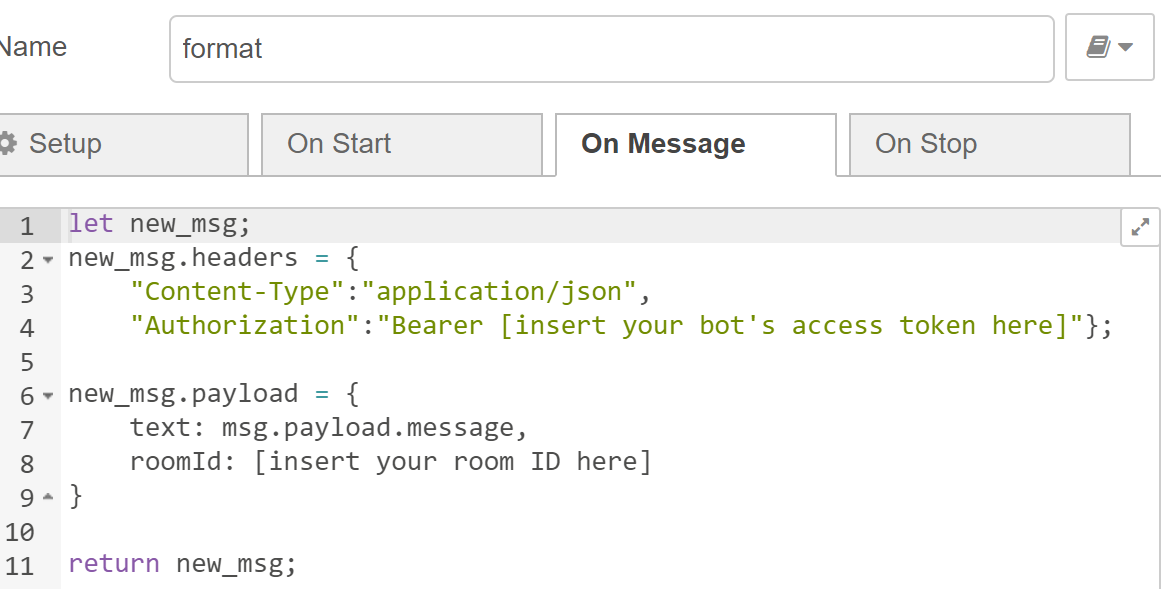 Name format
Setup On Start On Message On Stop
1 let new_msg;
2 new_msg.headers = {
3 "Content-Type":"application/json",
4 "Authorization":"Bearer [insert your bot's access token here]"};
5
6 new_msg.payload = {
7 text: msg.payload.message,
8 roomId: [insert your room ID here]
9 }
10
11 return new_msg;